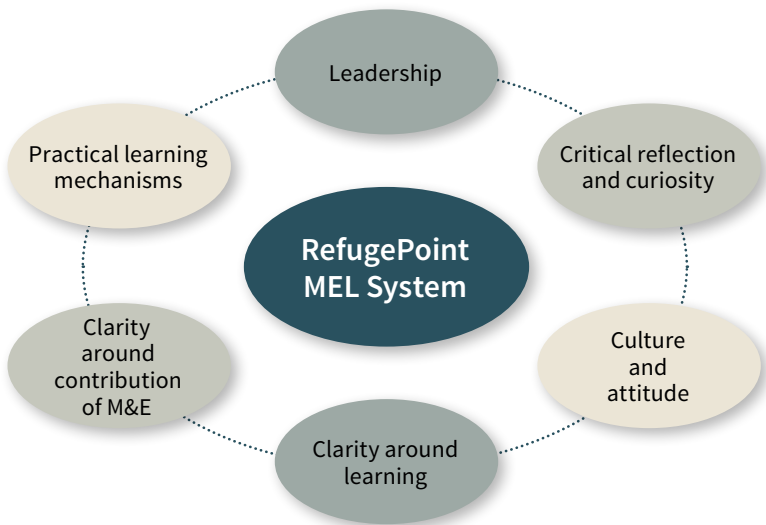 Leadership
Critical reflection
and curiosity
Culture
and
attitude
Clarity around
learning
Clarity
around
contribution
of M&E
Practical learning
mechanisms
RefugePoint
MEL System